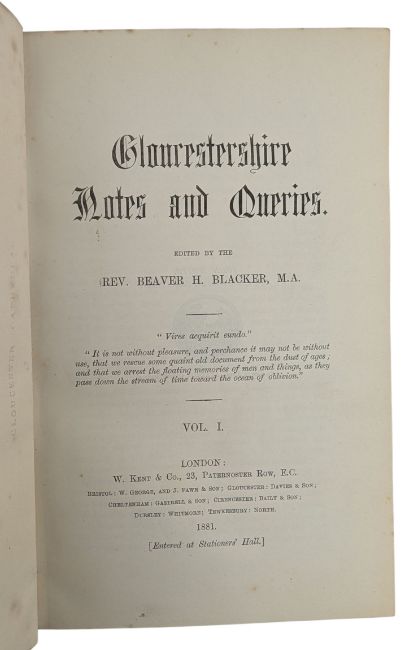 Gloucestershire
Notes and Queries.
EDITED BY THE
REV. BEAVER H. BLACKER, M.A.
" Vires acquirit eundo."
" It is not without pleasure, and perchance it may not be without
use, that we rescue some quaint old document from the dust of ages ;
and that we arrest the floating memories of men and things, as they
pass down the stream of time toward the ocean of oblivion."
VOL. I.
LONDON:
W. KENT & CO., 23, PATERNOSTER ROW, E.C.
BRISTOL: W. GEORGE, AND J. FAWN & SON; GLOUCESTER: DAVIES & SON;
CHELTENHAM: GASTRELL & SON; CIRENCESTER: BAILY & SON;
DURSLEY: WHITMORE; TEWKESBURY: NORTH.
1881.
[Entered at Stationers' Hall.]